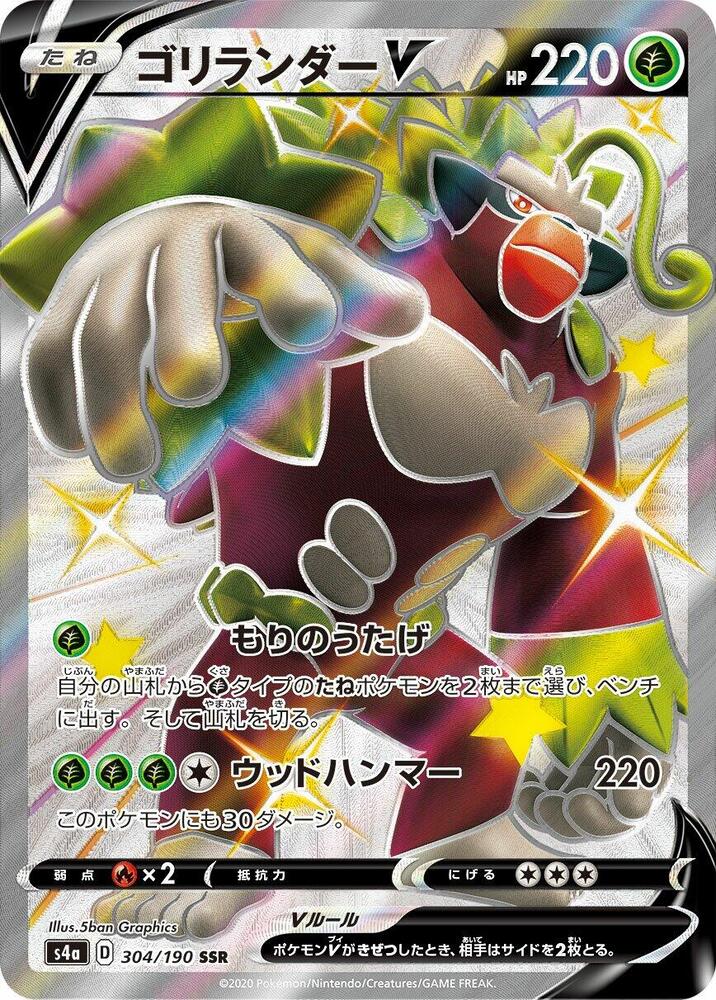 たね ゴリランダーV HP 220
もりのうたげ
自分の山札からタイプのたねポケモンを2枚まで選び、ベンチ
に出す。そして山札を切る。
ウッドハンマー 220
このポケモンにも30ダメージ。
弱点 ×2 抵抗力 にげる
Illus.5ban Graphics
Vルール
s4a D 304/190 SSR
ポケモンVがきぜつしたとき、相手はサイドを2枚とる。
©2020 Pokémon/Nintendo/Creatures/GAME FREAK.